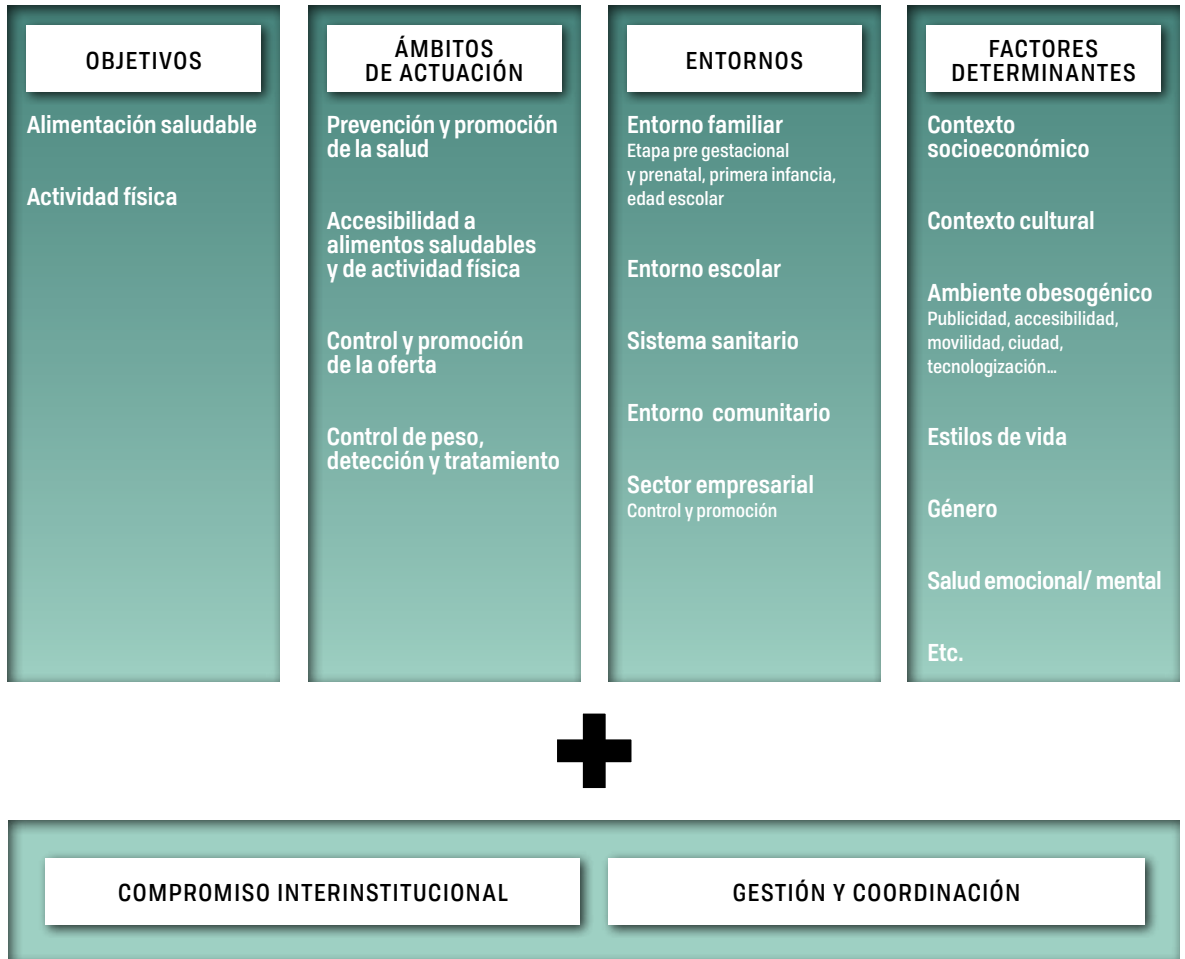 OBJETIVOS
Alimentación saludable
Actividad física
ÁMBITOS
DE ACTUACIÓN
Prevención y promoción
de la salud
Accesibilidad a
alimentos saludables
y de actividad física
Control y promoción
de la oferta
Control de peso,
detección y tratamiento
ENTORNOS
Entorno familiar
Etapa pre gestacional
y prenatal, primera infancia,
edad escolar
Entorno escolar
Sistema sanitario
Entorno comunitario
Sector empresarial
Control y promoción
FACTORES
DETERMINANTES
Contexto
socioeconómico
Contexto cultural
Ambiente obesogénico
Publicidad, accesibilidad,
movilidad, ciudad,
tecnologización...
Estilos de vida
Género
Salud emocional/ mental
Etc.
COMPROMISO INTERINSTITUCIONAL
GESTIÓN Y COORDINACIÓN